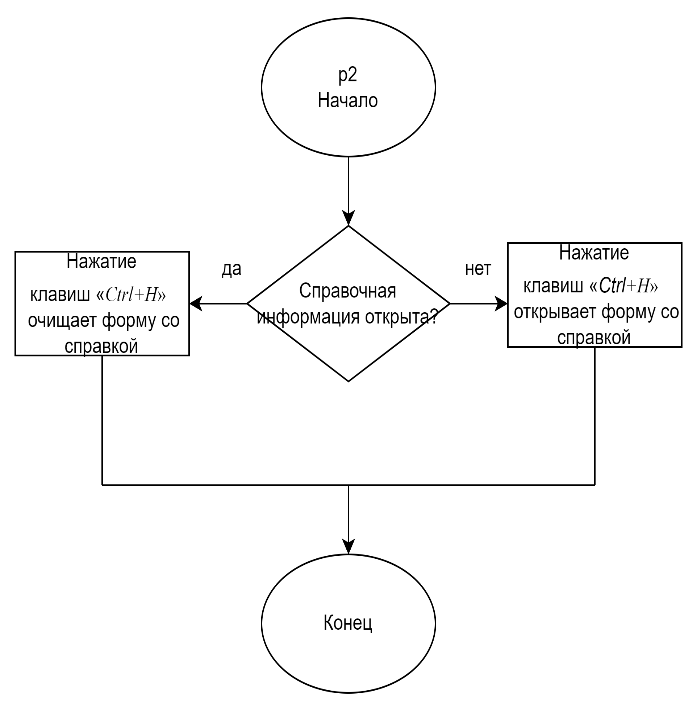 p2
Начало
да
нет
Справочная
информация открыта?
Нажатие
клавиш «Ctrl+H»
очищает форму со
справкой
Нажатие
клавиш «Ctrl+H»
открывает форму со
справкой
Конец